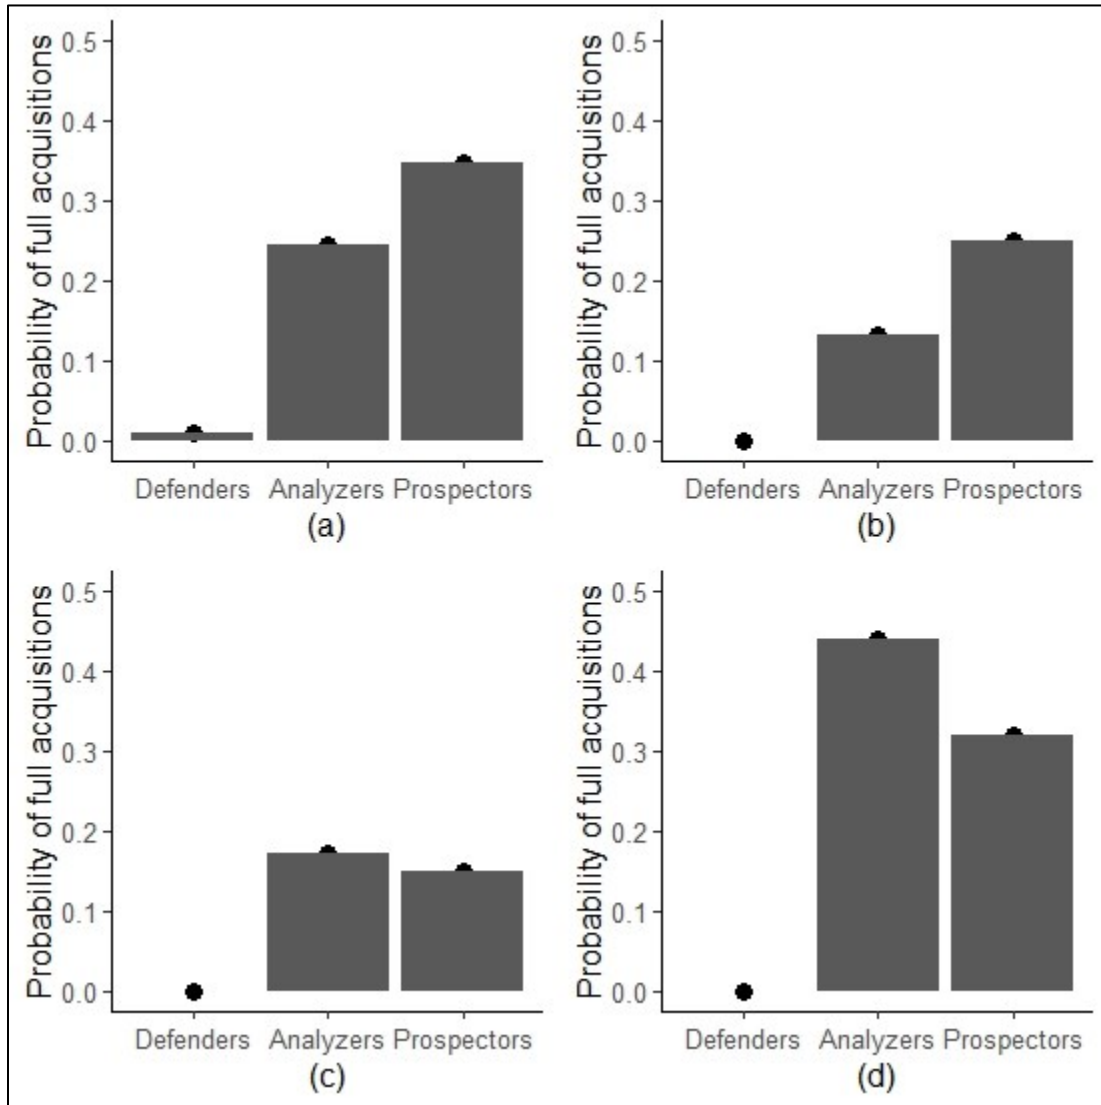 Probability of full acquisitions
0.5
0.4
0.3
0.2
0.1
0.0
Defenders Analyzers Prospectors
(a)
Probability of full acquisitions
0.5
0.4
0.3
0.2
0.1
0.0
Defenders Analyzers Prospectors
(b)
Probability of full acquisitions
0.5
0.4
0.3
0.2
0.1
0.0
Defenders Analyzers Prospectors
(c)
Probability of full acquisitions
0.5
0.4
0.3
0.2
0.1
0.0
Defenders Analyzers Prospectors
(d)